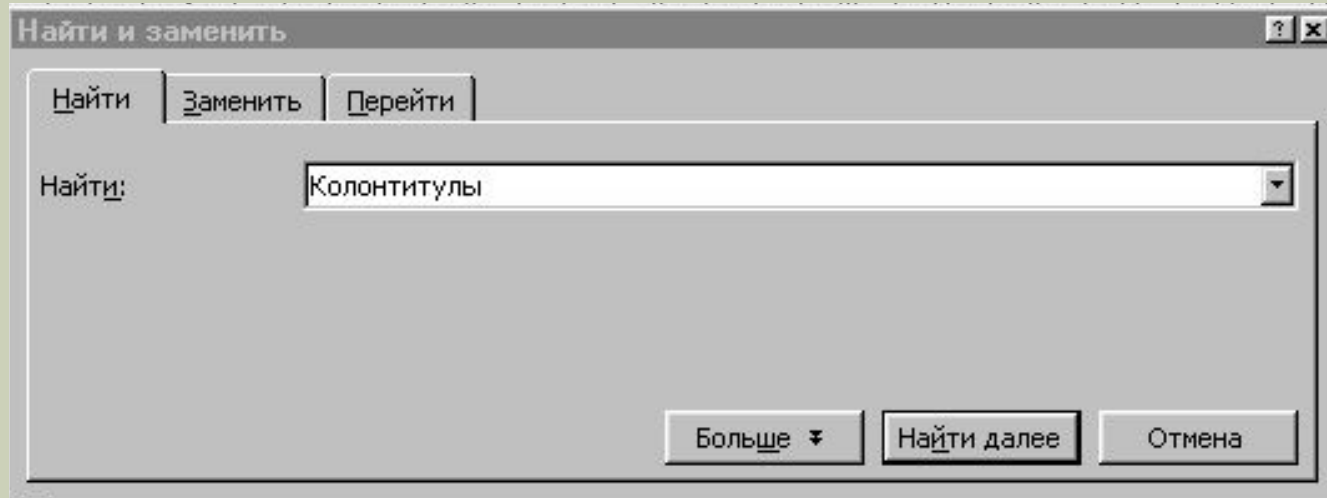 Найти и заменить
Найти Заменить Перейти
Найти: Колонтитулы
Больше Найти далее Отмена